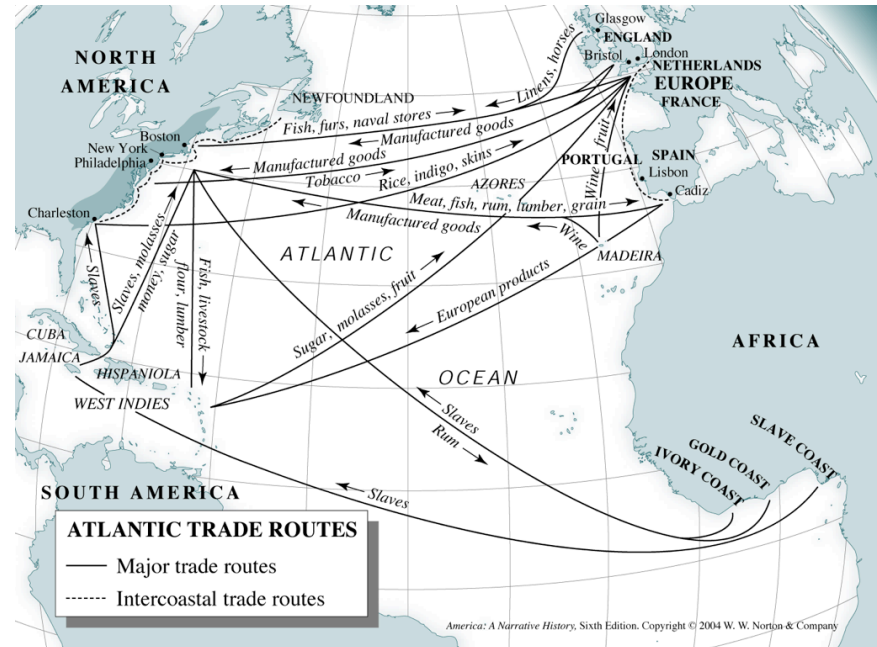 NORTH
AMERICA
Glasgow
ENGLAND
Bristol
London
NETHERLANDS
EUROPE
FRANCE
Linens, horses
NEWFOUNDLAND
Fish, furs, naval stores
Manufactured goods
Boston
New York
Philadelphia
Manufactured goods
Tobacco
Rice, indigo, skins
AZORES
PORTUGAL
SPAIN
Lisbon
Cadiz
Wine fruit
Meat, fish, rum, lumber, grain
Manufactured goods
Wine
MADEIRA
Charleston
ATLANTIC
Slaves
Slaves, molasses
money, sugar
Fish, livestock
flour, lumber
Sugar, molasses, fruit
European products
CUBA
JAMAICA
HISPANIOLA
WEST INDIES
OCEAN
AFRICA
Slaves
Rum
SLAVE COAST
GOLD COAST
IVORY COAST
SOUTH AMERICA
Slaves
ATLANTIC TRADE ROUTES
Major trade routes
Intercoastal trade routes
America: A Narrative History, Sixth Edition. Copyright © 2004 W. W. Norton & Company